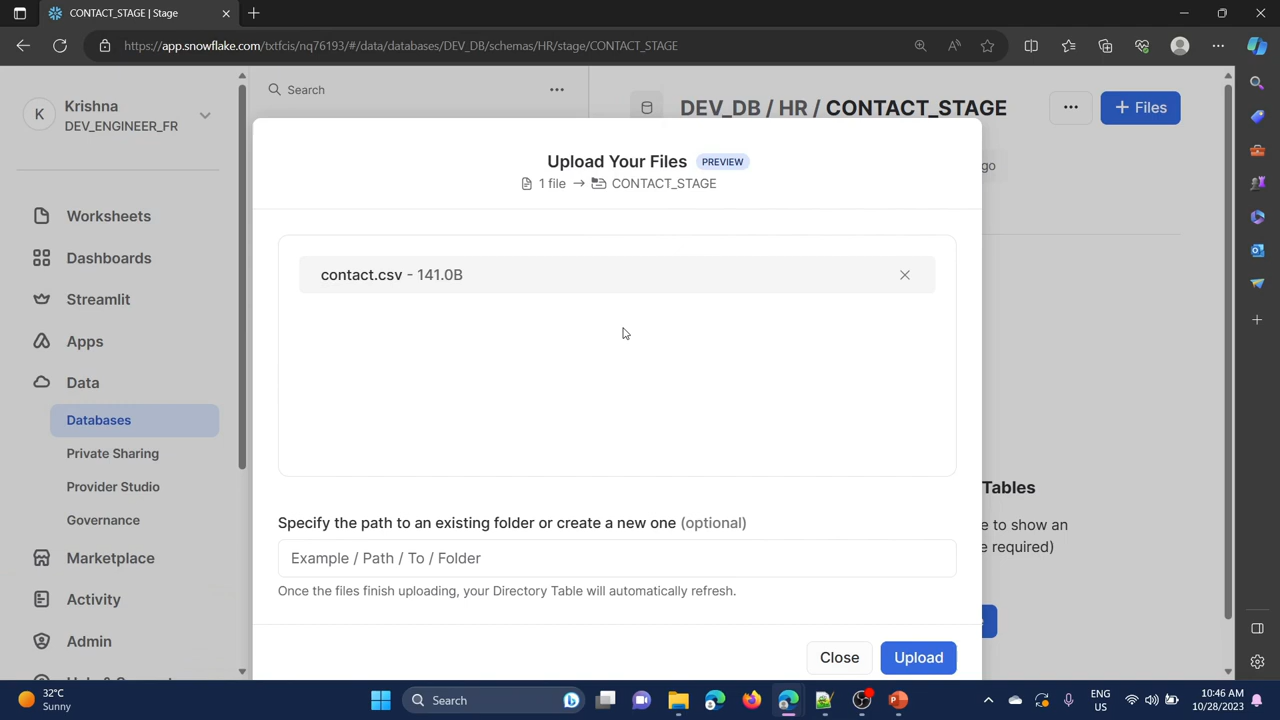 CONTACT_STAGE | Stage
https://app.snowflake.com/txtfcis/nq76193/#/data/databases/DEV_DB/schemas/HR/stage/CONTACT_STAGE
K
Krishna
DEV_ENGINEER_FR
Worksheets
Dashboards
Streamlit
Apps
Data
Databases
Private Sharing
Provider Studio
Governance
Marketplace
Activity
Admin
Search
DEV_DB / HR / CONTACT_STAGE
+ Files
go
Upload Your Files PREVIEW
1 file → CONTACT_STAGE
contact.csv - 141.0B
Specify the path to an existing folder or create a new one (optional)
Example / Path / To / Folder
Once the files finish uploading, your Directory Table will automatically refresh.
Close Upload
Tables
e to show an
e required)
32°C
Sunny
Search
ENG
US
10:46 AM
10/28/2023